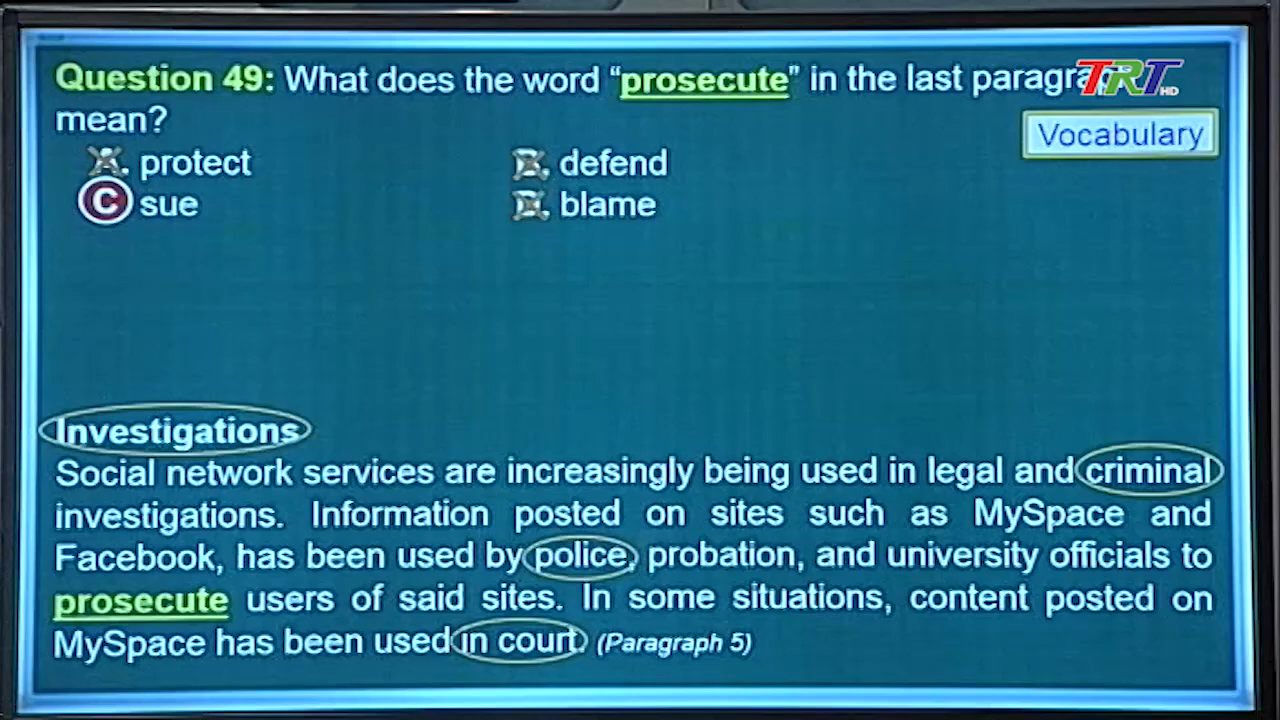 Question 49: What does the word “prosecute” in the last
mean?
TRT HD
Vocabulary
protect
defend
C sue
blame
Investigations
Social network services are increasingly being used in legal and criminal
investigations. Information posted on sites such as MySpace and
Facebook, has been used by police, probation, and university officials to
prosecute users of said sites. In some situations, content posted on
MySpace has been used in court. (Paragraph 5)